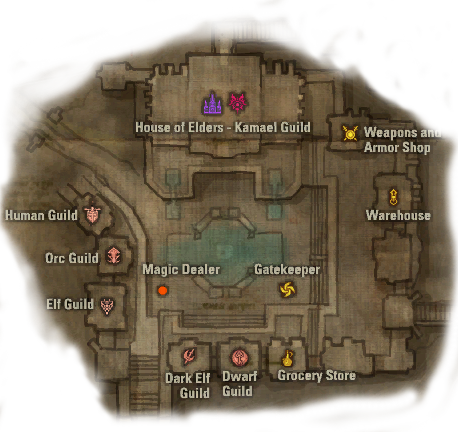 House of Elders - Kamael Guild
Weapons and
Armor Shop
Human Guild
Warehouse
Orc Guild
Magic Dealer
Gatekeeper
Elf Guild
Dark Elf
Guild
Dwarf
Guild
Grocery Store